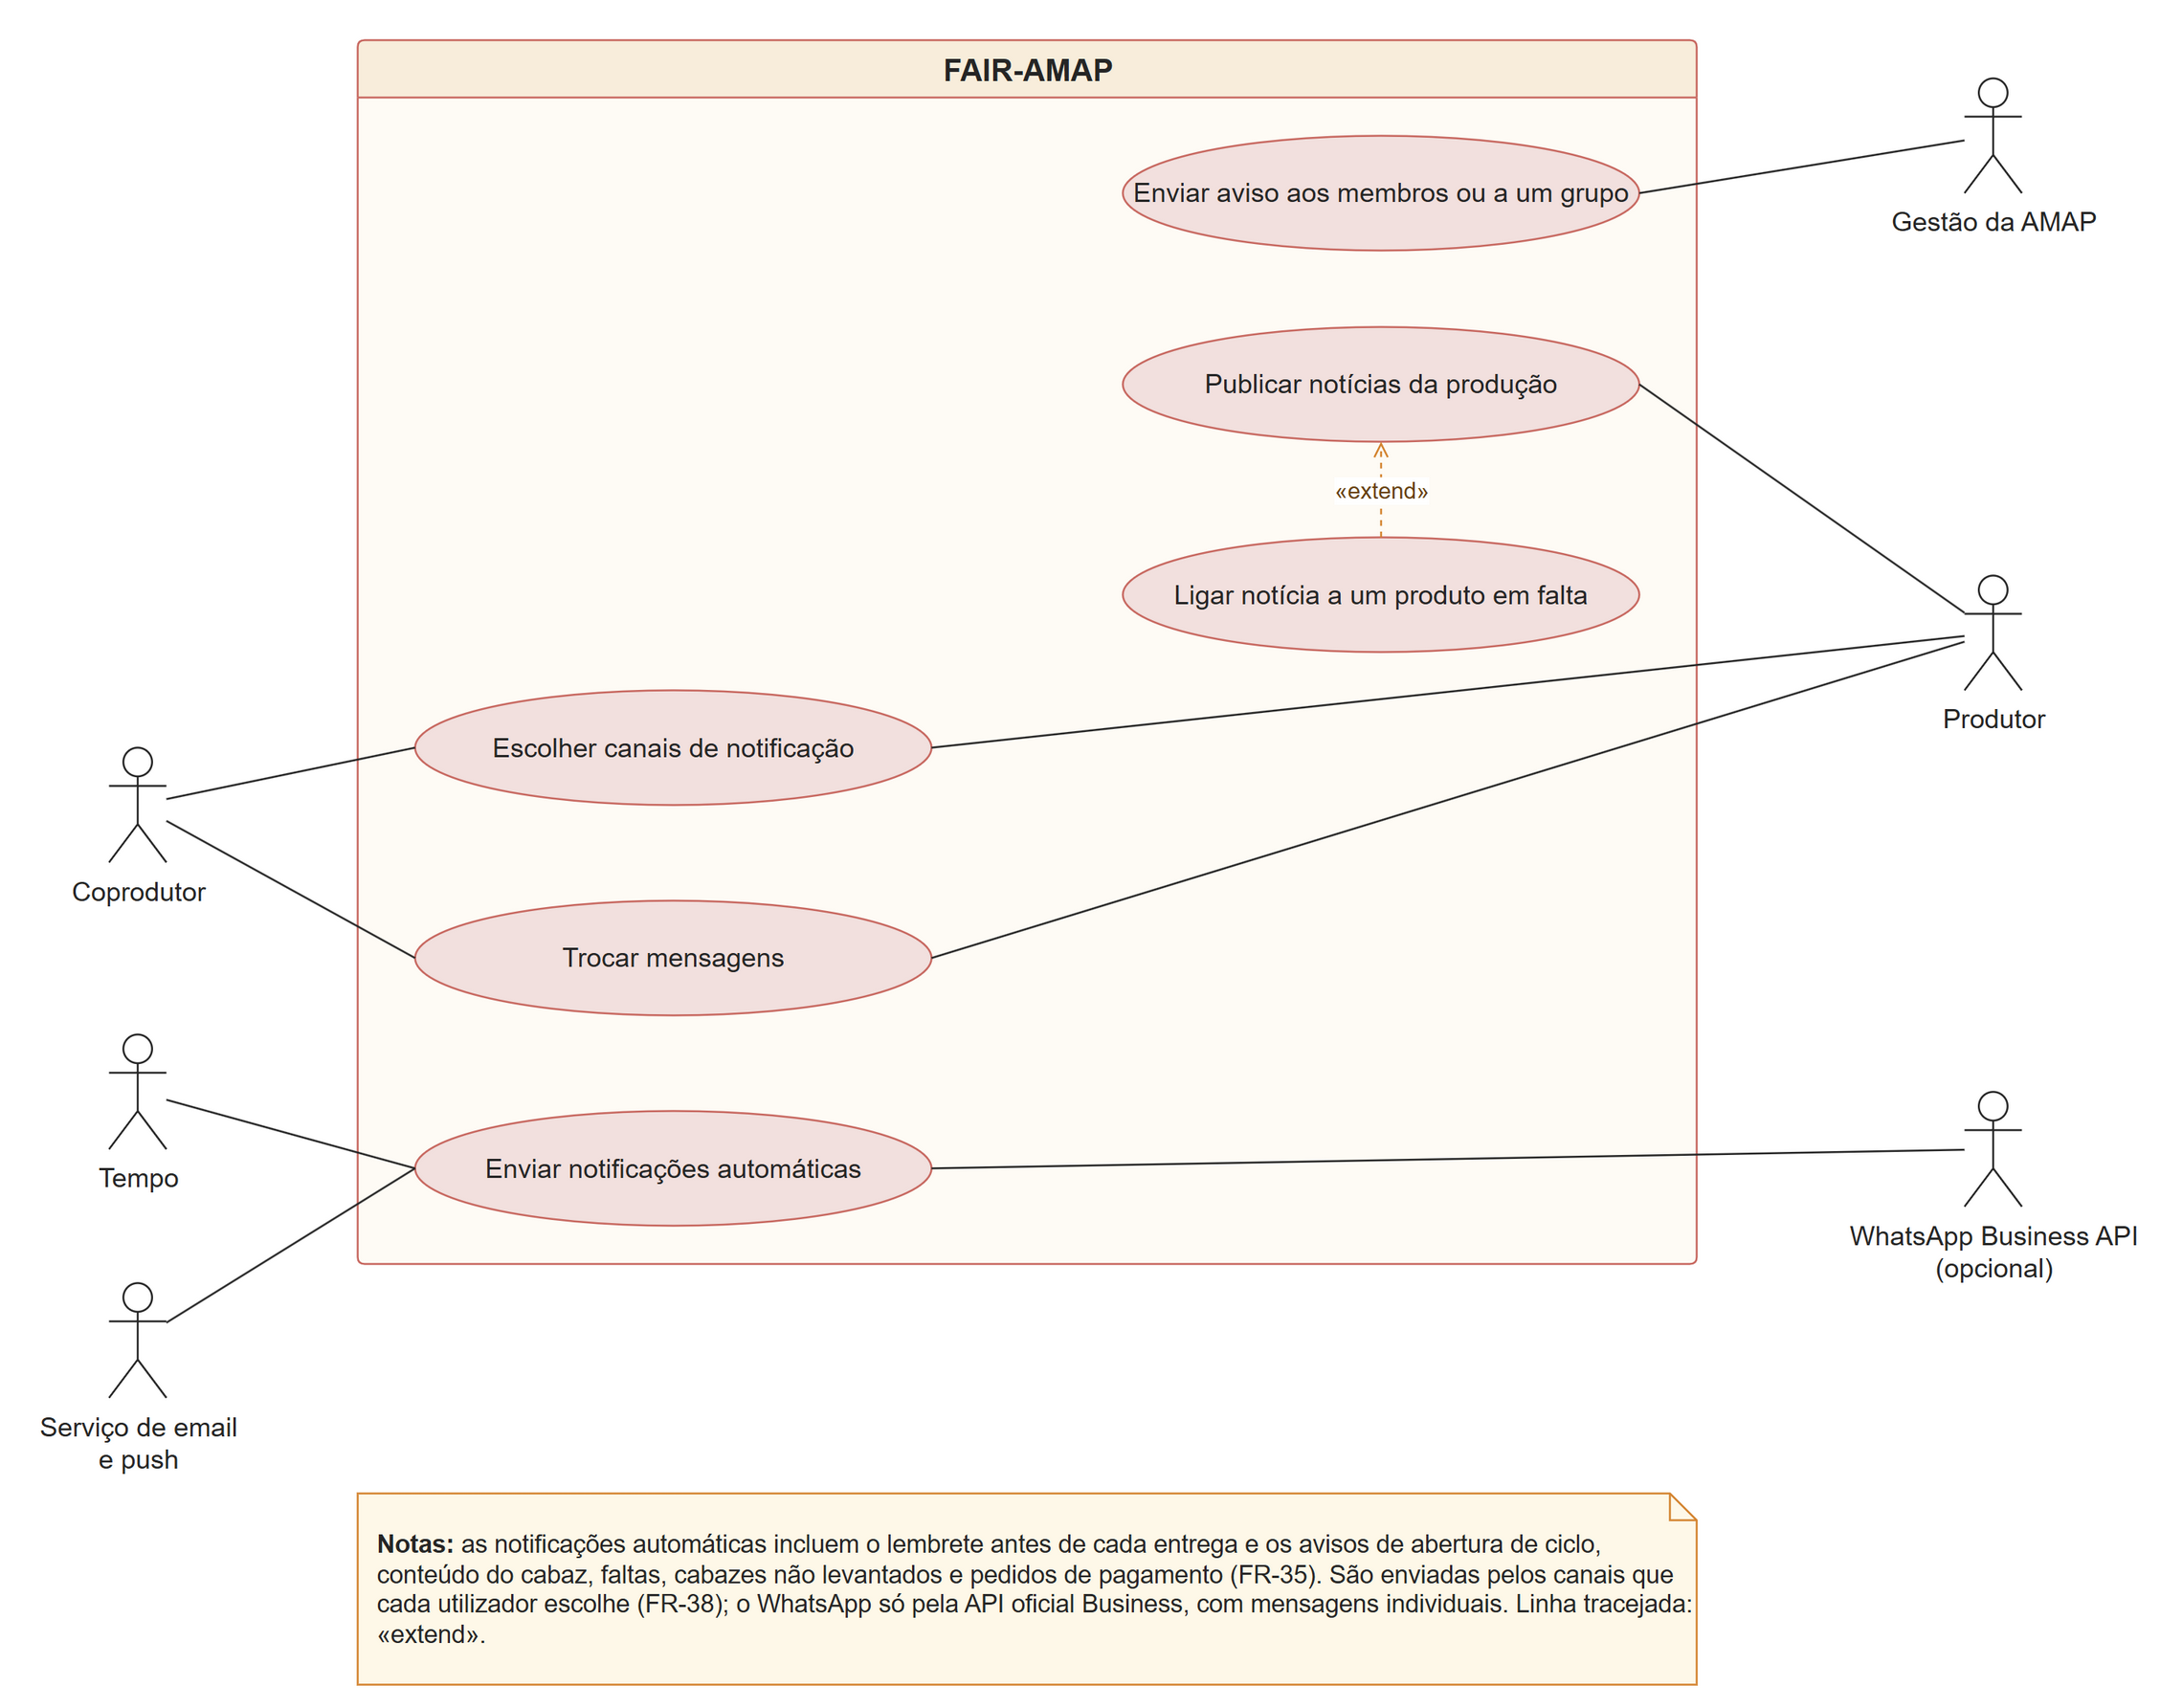 FAIR-AMAP
Enviar aviso aos membros ou a um grupo
Gestão da AMAP
Publicar notícias da produção
«extend»
Ligar notícia a um produto em falta
Produtor
Escolher canais de notificação
Coprodutor
Trocar mensagens
Tempo
Enviar notificações automáticas
WhatsApp Business API
(opcional)
Serviço de email
e push
Notas: as notificações automáticas incluem o lembrete antes de cada entrega e os avisos de abertura de ciclo,
conteúdo do cabaz, faltas, cabazes não levantados e pedidos de pagamento (FR-35). São enviadas pelos canais que
cada utilizador escolhe (FR-38); o WhatsApp só pela API oficial Business, com mensagens individuais. Linha tracejada:
«extend».